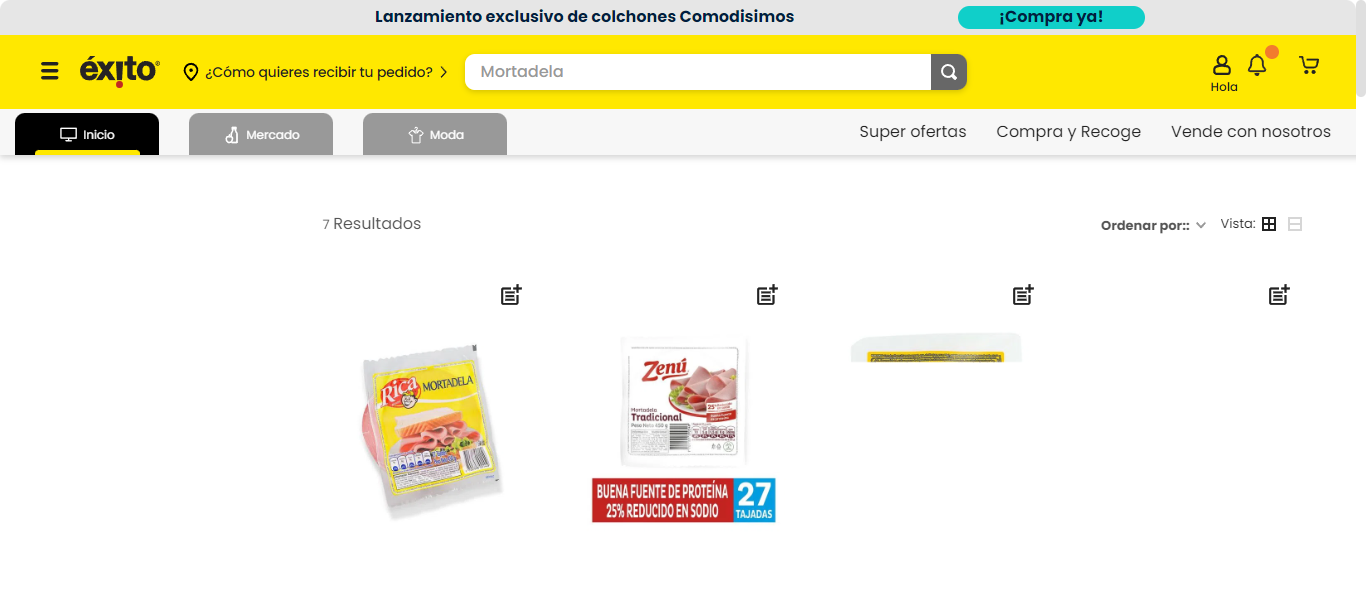 Lanzamiento exclusivo de colchones Comodisimos
¡Compra ya!
éxito
¿Cómo quieres recibir tu pedido?
Mortadela
Hola
Inicio
Mercado
Moda
Super ofertas
Compra y Recoge
Vende con nosotros
7 Resultados
Ordenar por::
Vista:
Rica
MORTADELA
Zenú
Mortadela
Tradicional
25%
BUENA FUENTE DE PROTEÍNA
25% REDUCIDO EN SODIO
27
TAJADAS